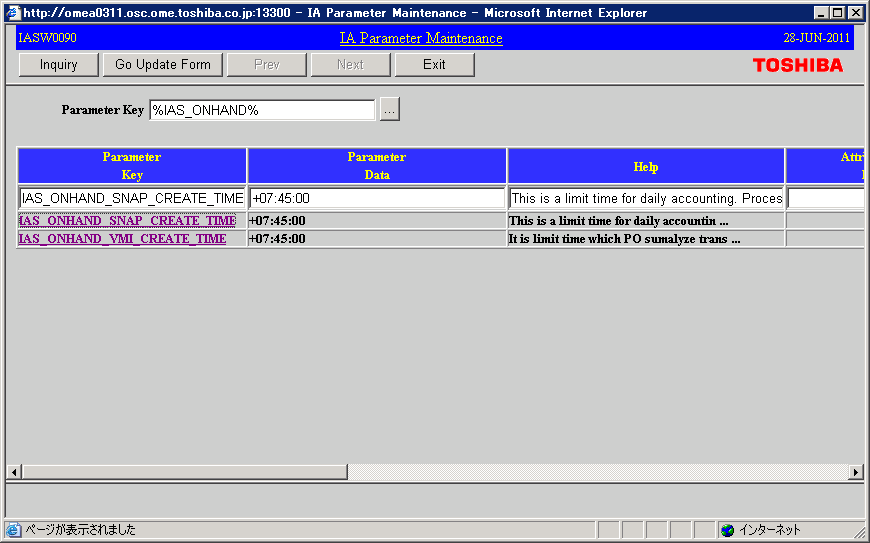 http://omea0311.osc.ome.toshiba.co.jp:13300 - IA Parameter Maintenance - Microsoft Internet Explorer
IASW0090 IA Parameter Maintenance 28-JUN-2011
Inquiry Go Update Form Prev Next Exit TOSHIBA
Parameter Key %IAS_ONHAND% ...
Parameter Key Parameter Data Help Attri
IAS_ONHAND_SNAP_CREATE_TIME +07:45:00 This is a limit time for daily accounting. Proces
IAS_ONHAND_SNAP_CREATE_TIME +07:45:00 This is a limit time for daily accountin ...
IAS_ONHAND_VMI_CREATE_TIME +07:45:00 It is limit time which PO sumalyze trans ...
ページが表示されました インターネット